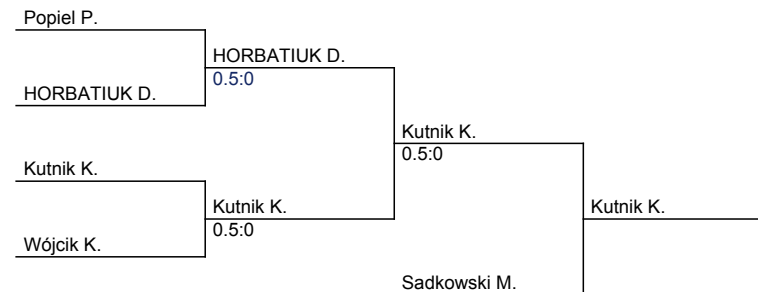 Popiel P.
HORBATIUK D.
0.5:0
HORBATIUK D.
Kutnik K.
0.5:0
Kutnik K.
Kutnik K.
0.5:0
Kutnik K.
Wójcik K.
Sadkowski M.